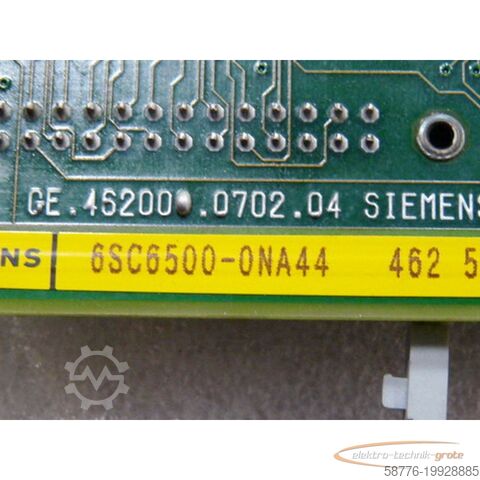 GE.46200 .0702.04 SIEMENS
NS 6SC6500-0NA44 462 5
elektro-technik-grote
58776-19928885